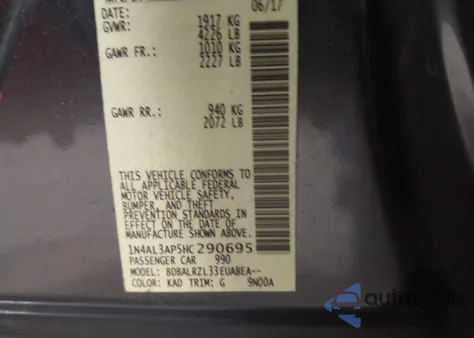 DATE: 06/17
GVWR: 1917 KG
4226 LB
GAWR FR.: 1010 KG
2227 LB
GAWR RR.: 940 KG
2072 LB
THIS VEHICLE CONFORMS TO
ALL APPLICABLE FEDERAL
MOTOR VEHICLE SAFETY,
BUMPER, AND THEFT
PREVENTION STANDARDS IN
EFFECT ON THE DATE OF
MANUFACTURE SHOWN ABOVE.
1N4AL3AP5HC290695
PASSENGER CAR 990
MODEL: BDBALRZL33EUABEA--
COLOR: KAD TRIM: G 9N00A